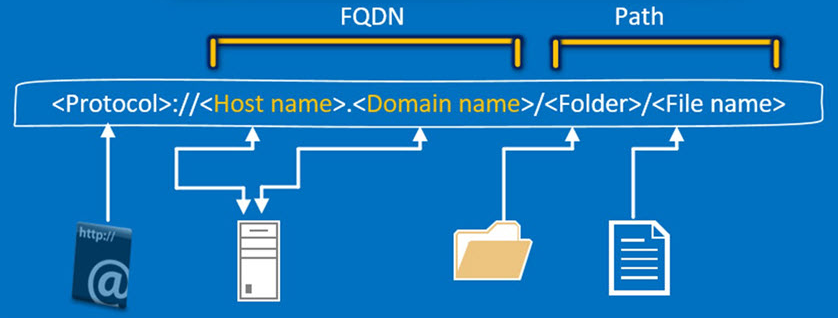 FQDN
Path
<Protocol>://<Host name>.<Domain name>/<Folder>/<File name>
http://
@